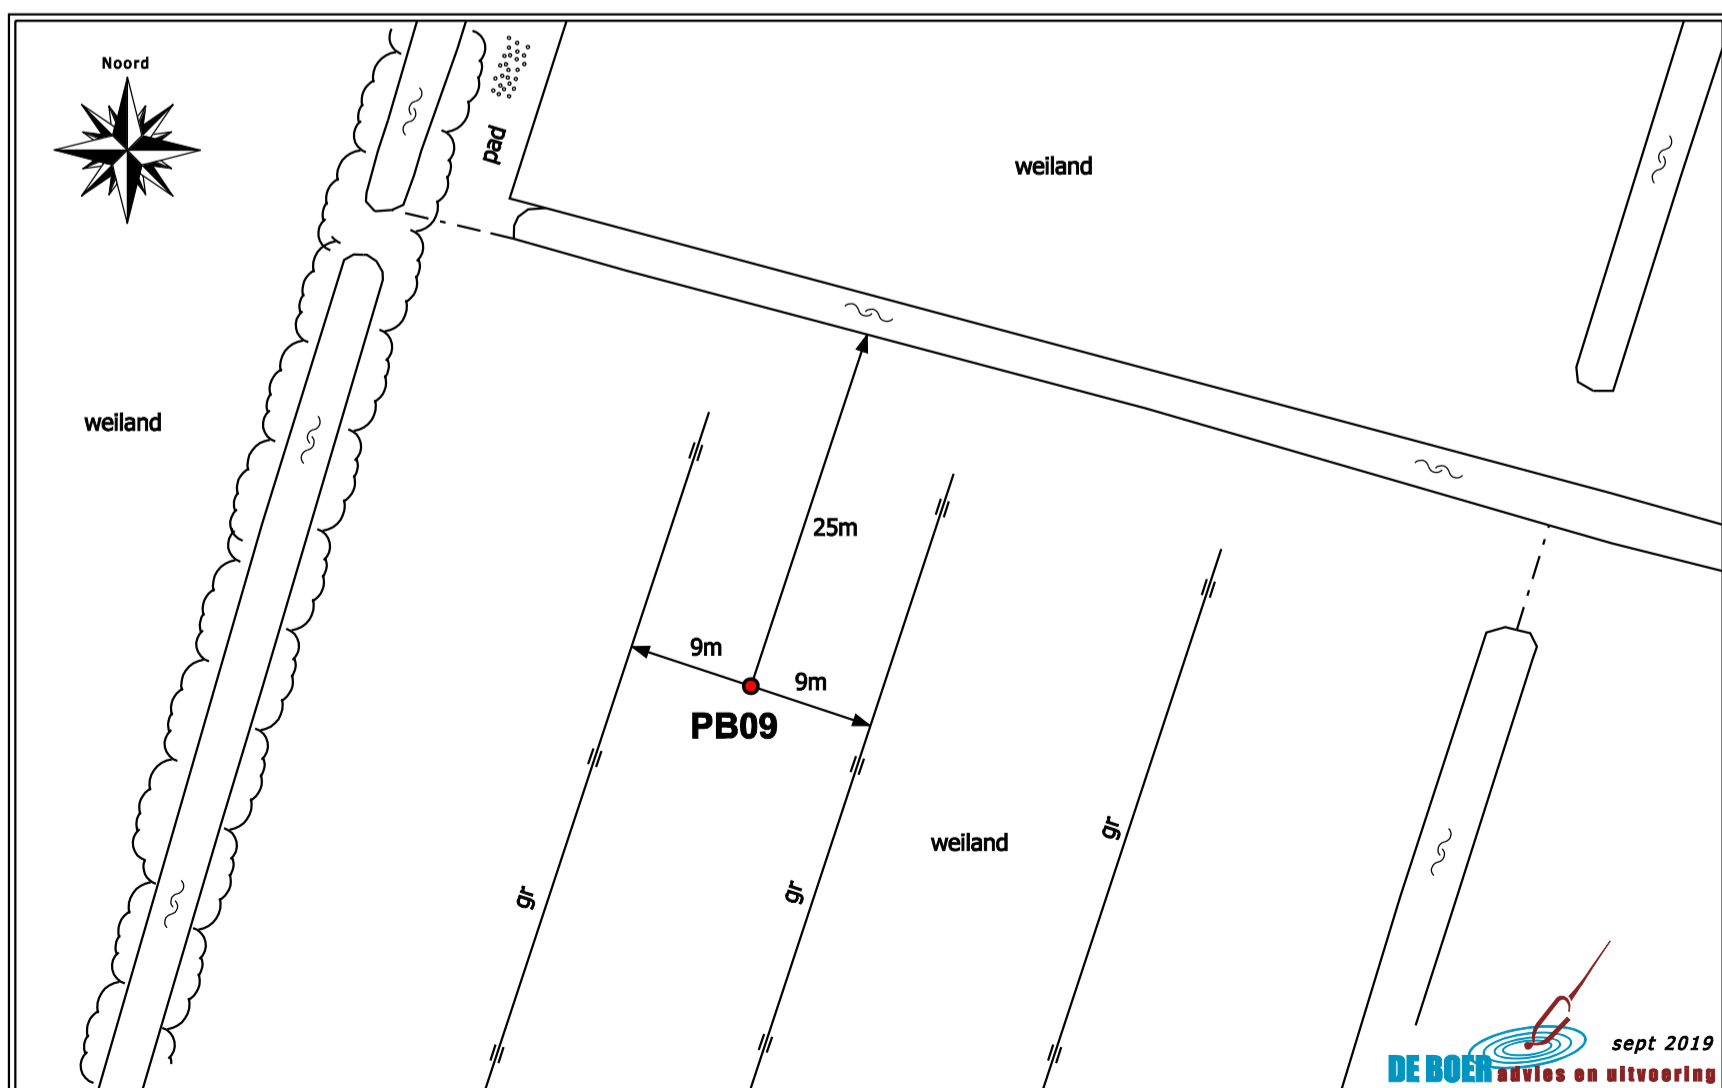 Noord
pad
weiland
weiland
25m
9m
9m
PB09
weiland
gr
gr
gr
sept 2019
DE BOER advies en uitvoering